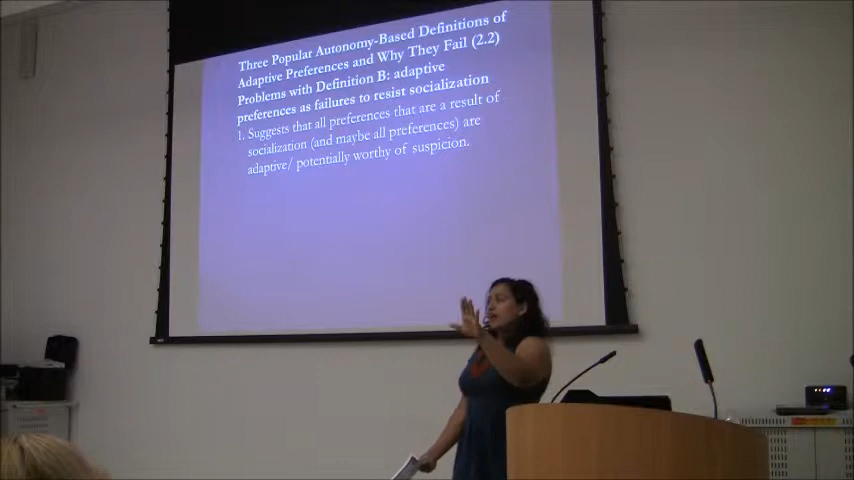 Three Popular Autonomy-Based Definitions of
Adaptive Preferences and Why They Fail (2.2)
Problems with Definition B: adaptive
preferences as failures to resist socialization
1. Suggests that all preferences that are a result of
socialization (and maybe all preferences) are
adaptive/ potentially worthy of suspicion.